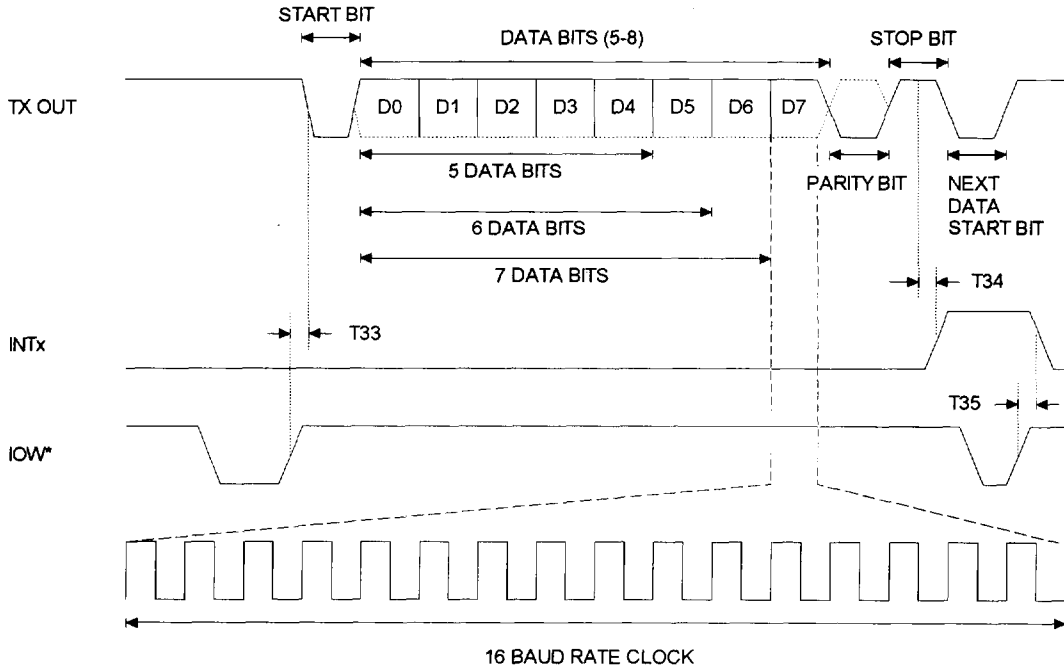 START BIT
DATA BITS (5-8)
STOP BIT
TX OUT
D0 D1 D2 D3 D4 D5 D6 D7
5 DATA BITS
PARITY BIT
NEXT
DATA
START BIT
6 DATA BITS
7 DATA BITS
T34
T33
INTx
T35
IOW*
16 BAUD RATE CLOCK